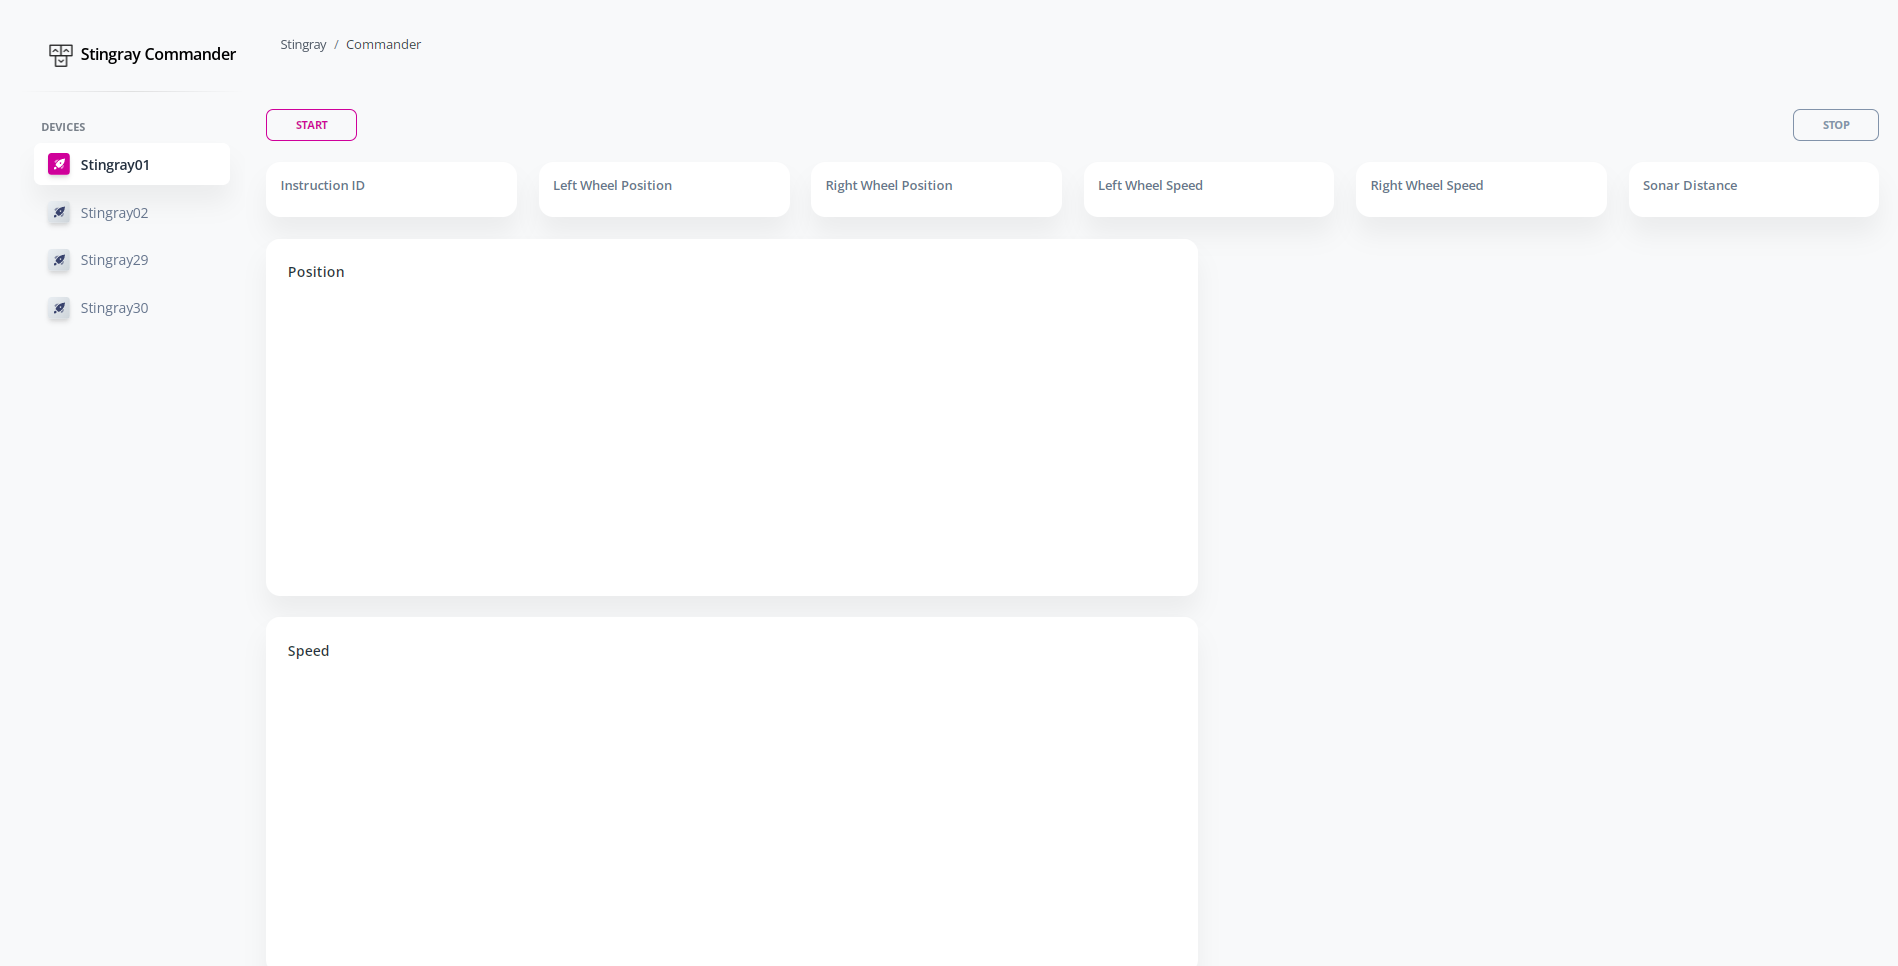 Stingray Commander
Stingray / Commander
DEVICES
Stingray01
Stingray02
Stingray29
Stingray30
START
STOP
Instruction ID
Left Wheel Position
Right Wheel Position
Left Wheel Speed
Right Wheel Speed
Sonar Distance
Position
Speed